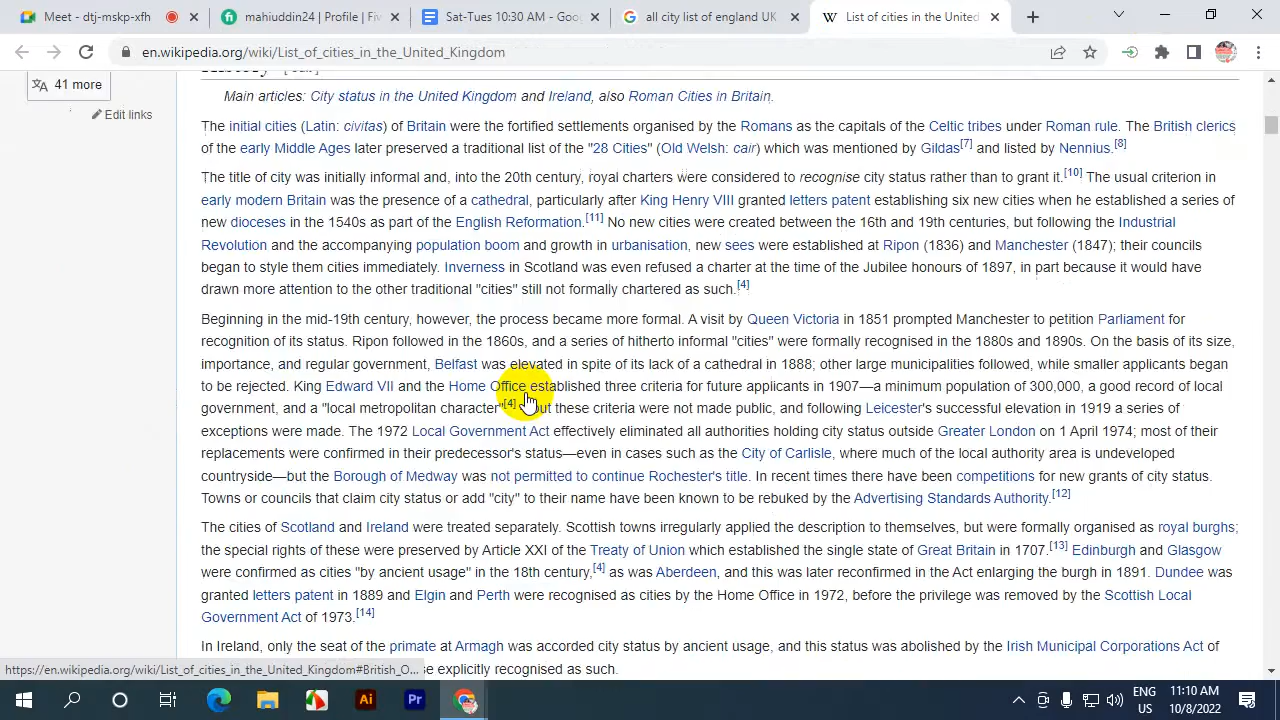 Meet - dtj-mskp-xfh
mahiuddin24 | Profile | Fiv
Sat-Tues 10:30 AM - Goo
all city list of england UK
List of cities in the United
en.wikipedia.org/wiki/List_of_cities_in_the_United_Kingdom
41 more
Edit links
Main articles: City status in the United Kingdom and Ireland, also Roman Cities in Britain.
The initial cities (Latin: civitas) of Britain were the fortified settlements organised by the Romans as the capitals of the Celtic tribes under Roman rule. The British clerics
of the early Middle Ages later preserved a traditional list of the "28 Cities" (Old Welsh: cair) which was mentioned by Gildas[7] and listed by Nennius.[8]
The title of city was initially informal and, into the 20th century, royal charters were considered to recognise city status rather than to grant it.[10] The usual criterion in
early modern Britain was the presence of a cathedral, particularly after King Henry VIII granted letters patent establishing six new cities when he established a series of
new dioceses in the 1540s as part of the English Reformation.[11] No new cities were created between the 16th and 19th centuries, but following the Industrial
Revolution and the accompanying population boom and growth in urbanisation, new sees were established at Ripon (1836) and Manchester (1847); their councils
began to style them cities immediately. Inverness in Scotland was even refused a charter at the time of the Jubilee honours of 1897, in part because it would have
drawn more attention to the other traditional "cities" still not formally chartered as such.[4]
Beginning in the mid-19th century, however, the process became more formal. A visit by Queen Victoria in 1851 prompted Manchester to petition Parliament for
recognition of its status. Ripon followed in the 1860s, and a series of hitherto informal "cities" were formally recognised in the 1880s and 1890s. On the basis of its size,
importance, and regular government, Belfast was elevated in spite of its lack of a cathedral in 1888; other large municipalities followed, while smaller applicants began
to be rejected. King Edward VII and the Home Office established three criteria for future applicants in 1907—a minimum population of 300,000, a good record of local
government, and a "local metropolitan character"[4] but these criteria were not made public, and following Leicester's successful elevation in 1919 a series of
exceptions were made. The 1972 Local Government Act effectively eliminated all authorities holding city status outside Greater London on 1 April 1974; most of their
replacements were confirmed in their predecessor's status—even in cases such as the City of Carlisle, where much of the local authority area is undeveloped
countryside—but the Borough of Medway was not permitted to continue Rochester's title. In recent times there have been competitions for new grants of city status.
Towns or councils that claim city status or add "city" to their name have been known to be rebuked by the Advertising Standards Authority.[12]
The cities of Scotland and Ireland were treated separately. Scottish towns irregularly applied the description to themselves, but were formally organised as royal burghs;
the special rights of these were preserved by Article XXI of the Treaty of Union which established the single state of Great Britain in 1707.[13] Edinburgh and Glasgow
were confirmed as cities "by ancient usage" in the 18th century,[4] as was Aberdeen, and this was later reconfirmed in the Act enlarging the burgh in 1891. Dundee was
granted letters patent in 1889 and Elgin and Perth were recognised as cities by the Home Office in 1972, before the privilege was removed by the Scottish Local
Government Act of 1973.[14]
In Ireland, only the seat of the primate at Armagh was accorded city status by ancient usage, and this status was abolished by the Irish Municipal Corporations Act of
https://en.wikipedia.org/wiki/List_of_cities_in_the_United_Kingdom#British_O... e explicitly recognised as such.
Ai
Pr
ENG
US
11:10 AM
10/8/2022